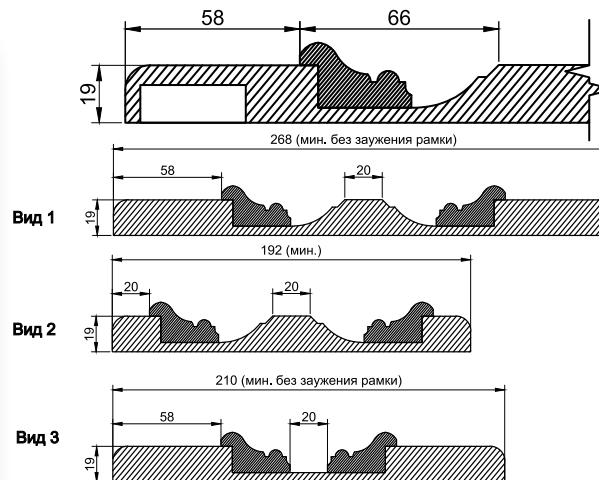 58
66
19
268 (мин. без заужения рамки)
58
20
Вид 1
19
192 (мин.)
20
20
Вид 2
19
210 (мин. без заужения рамки)
58
20
Вид 3
19